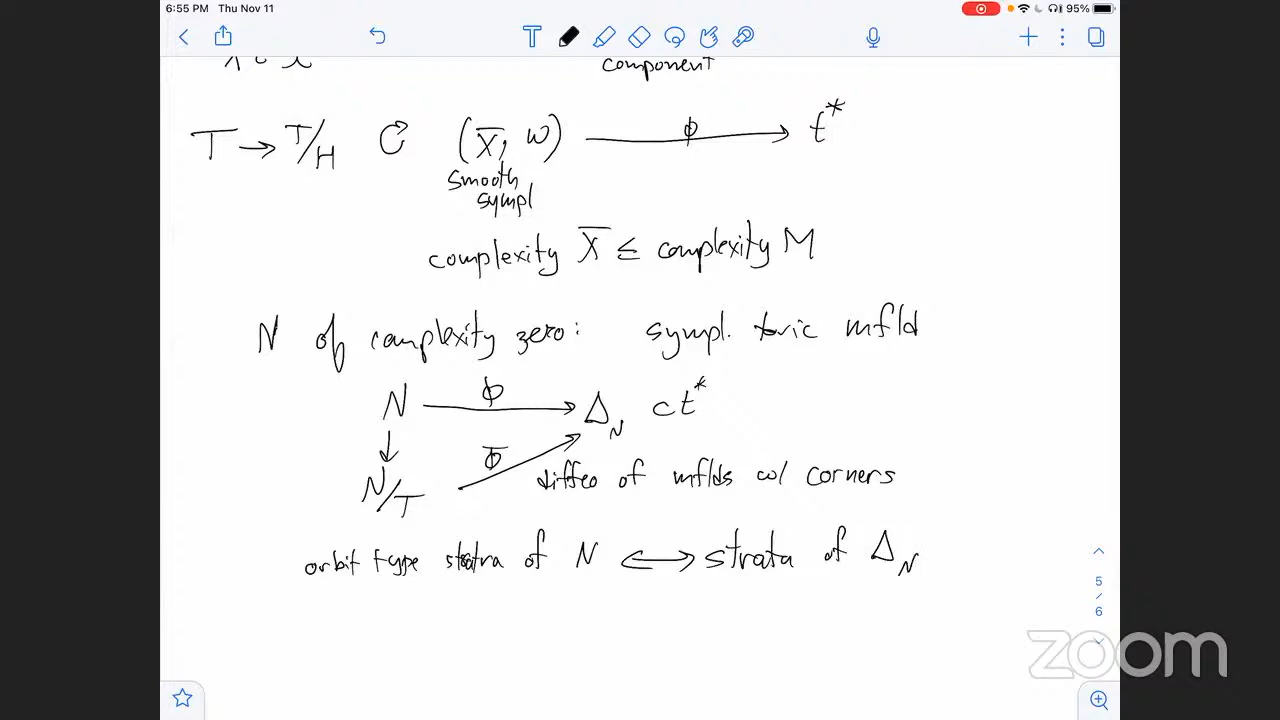 6:55 PM Thu Nov 11
95%
component
T → T/H ↻ (X̄, ω) —ϕ→ t*
smooth
sympl
complexity X̄ ≤ complexity M
N of complexity zero: sympl. toric mfld
N —ϕ→ Δ_N ⊂ t*
↓ ϕ̄
N/T diffeo of mflds w/ corners
orbit type strata of N ⟷ strata of Δ_N
5
/
6
zoom